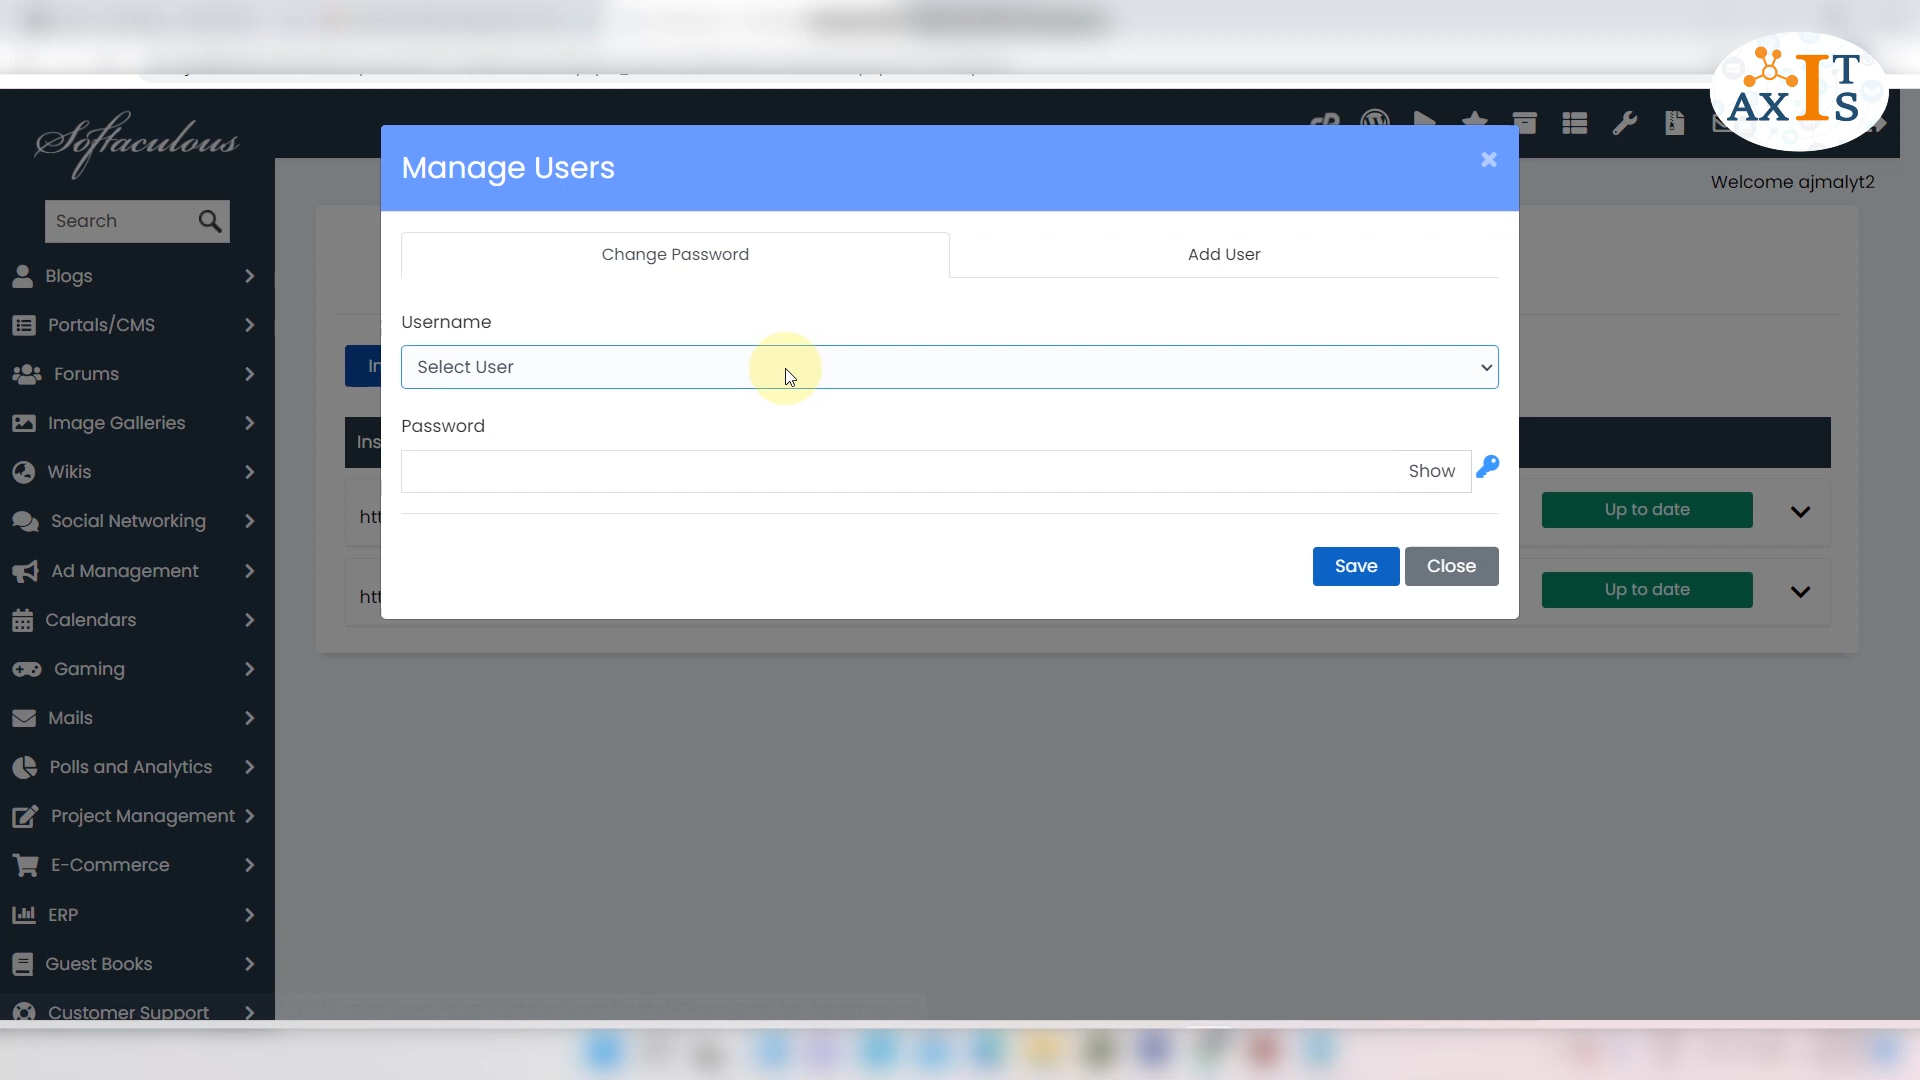 AXIS
IT
Softaculous
Welcome ajmalyt2
Manage Users
Search
Change Password
Add User
Blogs
Username
Portals/CMS
Select User
Forums
Image Galleries
Password
Wikis
Show
Social Networking
Up to date
Ad Management
Save
Close
Up to date
Calendars
Gaming
Mails
Polls and Analytics
Project Management
E-Commerce
ERP
Guest Books
Customer Support